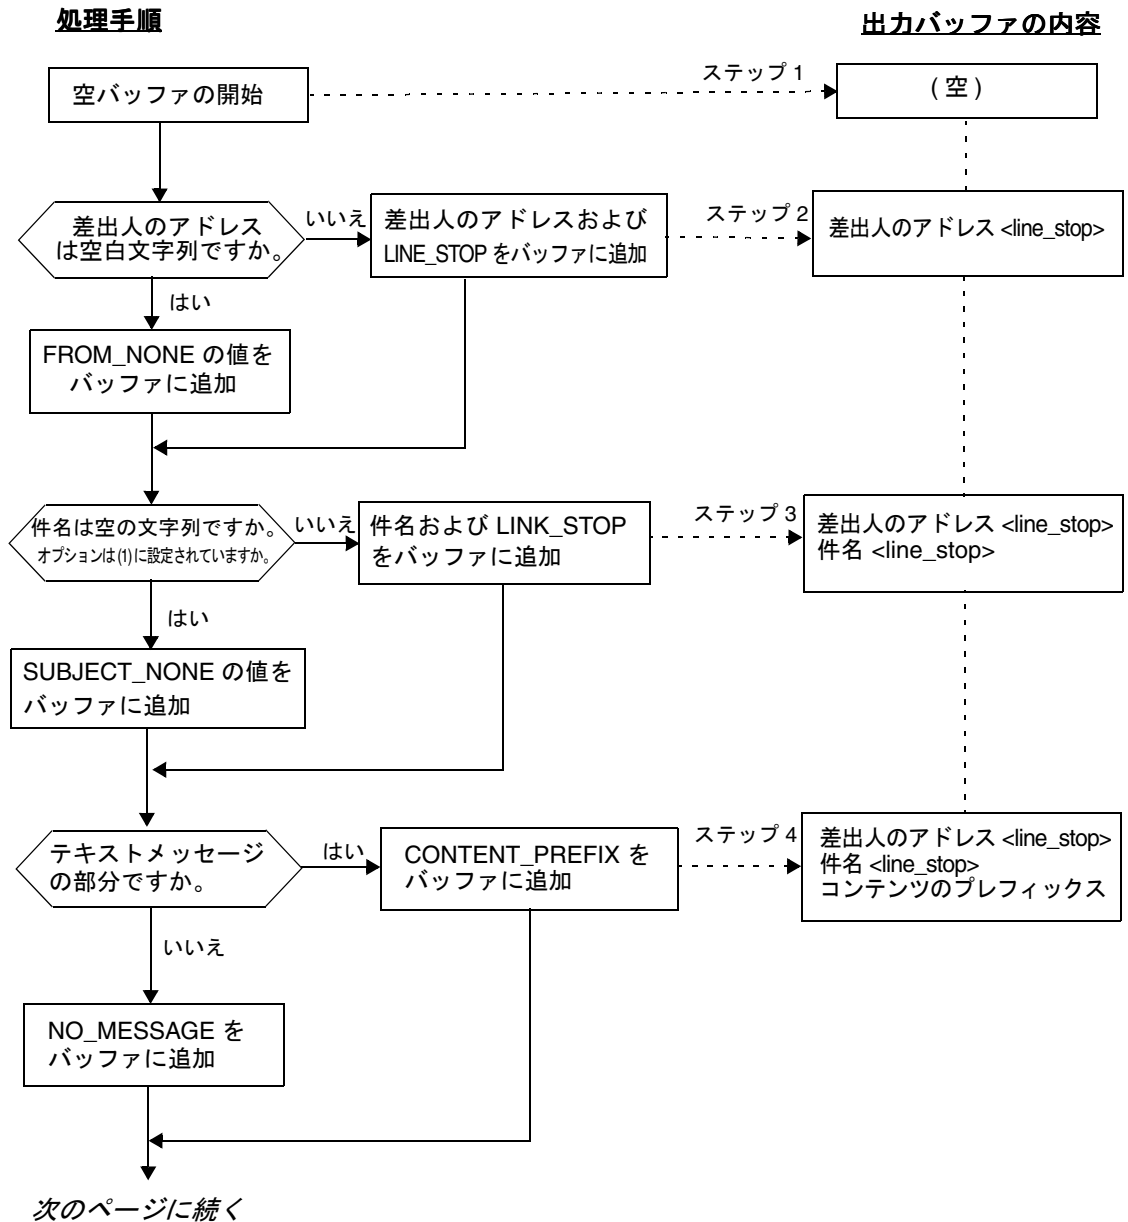 処理手順
出力バッファの内容
空バッファの開始
ステップ 1
( 空 )
差出人のアドレス
は空白文字列ですか。
いいえ
差出人のアドレスおよび
LINE_STOP をバッファに追加
ステップ 2
差出人のアドレス <line_stop>
はい
FROM_NONE の値を
バッファに追加
件名は空の文字列ですか。
オプションは (1) に設定されていますか。
いいえ
件名および LINK_STOP
をバッファに追加
ステップ 3
差出人のアドレス <line_stop>
件名 <line_stop>
はい
SUBJECT_NONE の値を
バッファに追加
テキストメッセージ
の部分ですか。
はい
CONTENT_PREFIX を
バッファに追加
ステップ 4
差出人のアドレス <line_stop>
件名 <line_stop>
コンテンツのプレフィックス
いいえ
NO_MESSAGE を
バッファに追加
次のページに続く